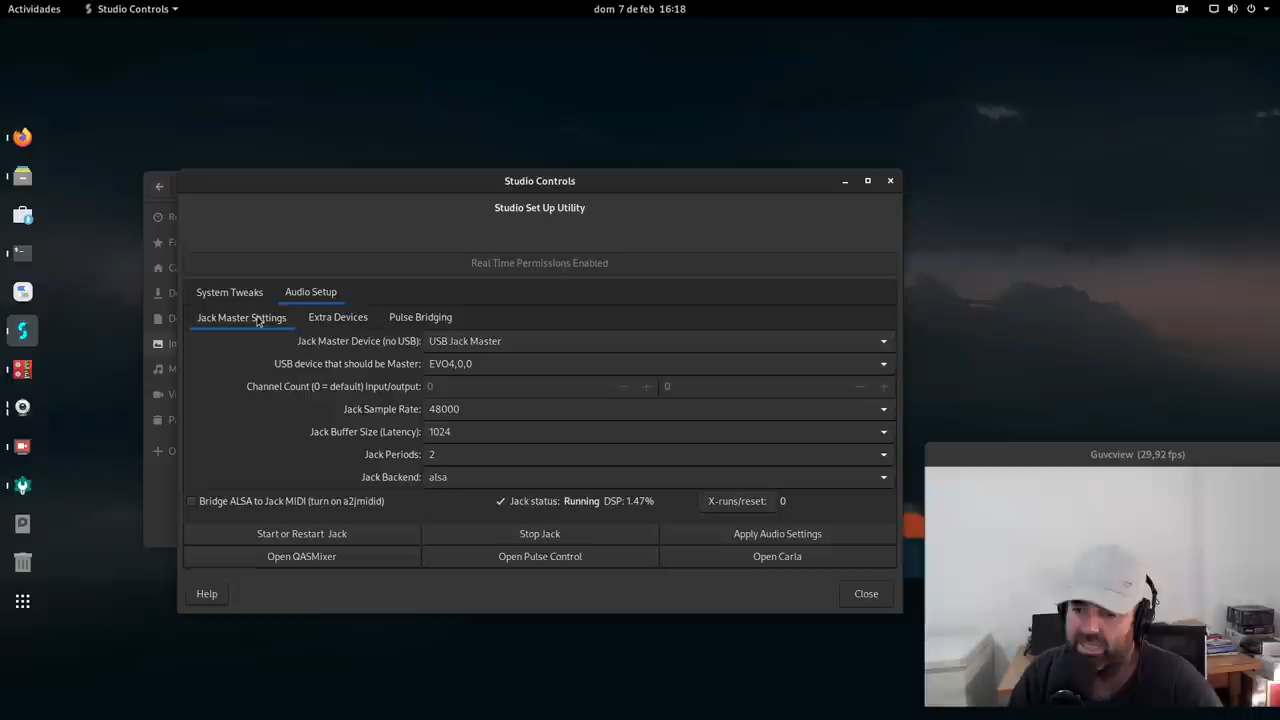 Actividades
Studio Controls
dom 7 de feb 16:18
Studio Controls
Studio Set Up Utility
Real Time Permissions Enabled
System Tweaks
Audio Setup
Jack Master Settings
Extra Devices
Pulse Bridging
Jack Master Device (no USB): USB Jack Master
USB device that should be Master: EVO4,0,0
Channel Count (0 = default) Input/output: 0 0
Jack Sample Rate: 48000
Jack Buffer Size (Latency): 1024
Jack Periods: 2
Jack Backend: alsa
Bridge ALSA to Jack MIDI (turn on a2jmidid)
Jack status: Running DSP: 1.47%
X-runs/reset: 0
Start or Restart Jack
Stop Jack
Apply Audio Settings
Open QASMixer
Open Pulse Control
Open Carla
Help
Close
Guvcview (29,92 fps)